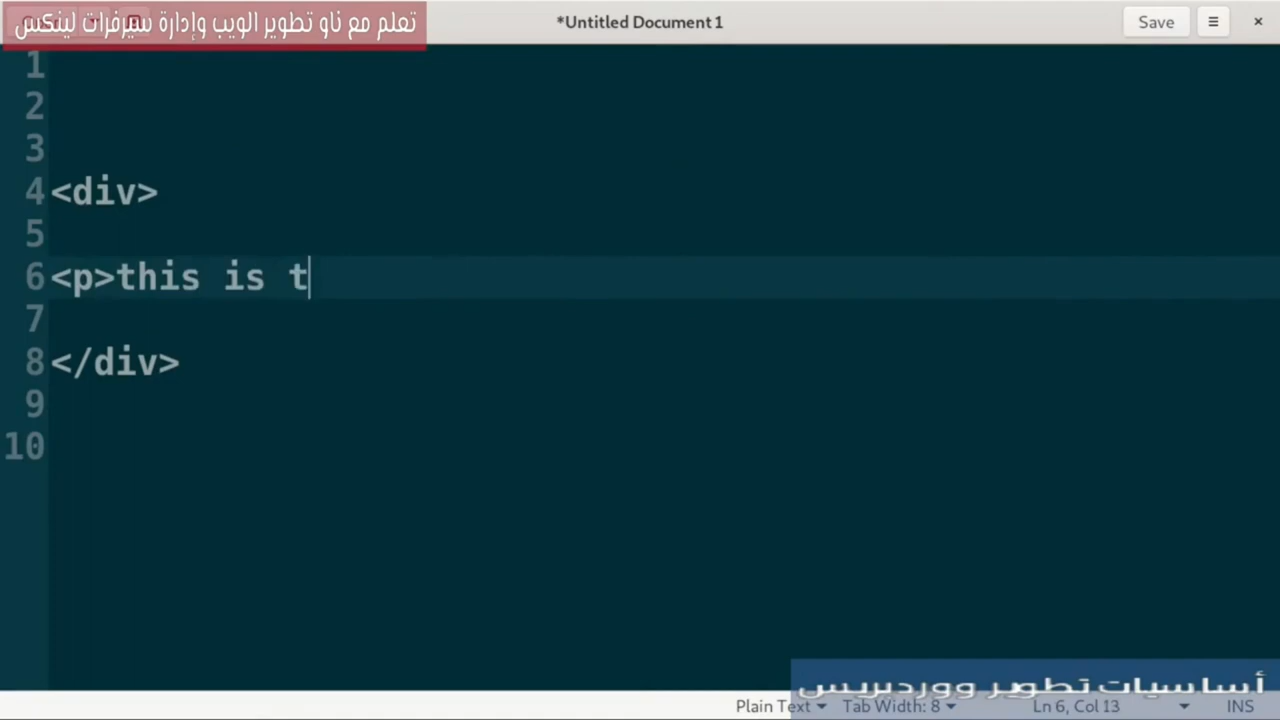 تعلم مع ناو تطوير الويب وإدارة سيرفرات لينكس
*Untitled Document 1
Save
1
2
3
4 <div>
5
6 <p>this is t
7
8 </div>
9
10
أساسيات تطوير ووردبريس
Plain Text
Tab Width: 8
Ln 6, Col 13
INS